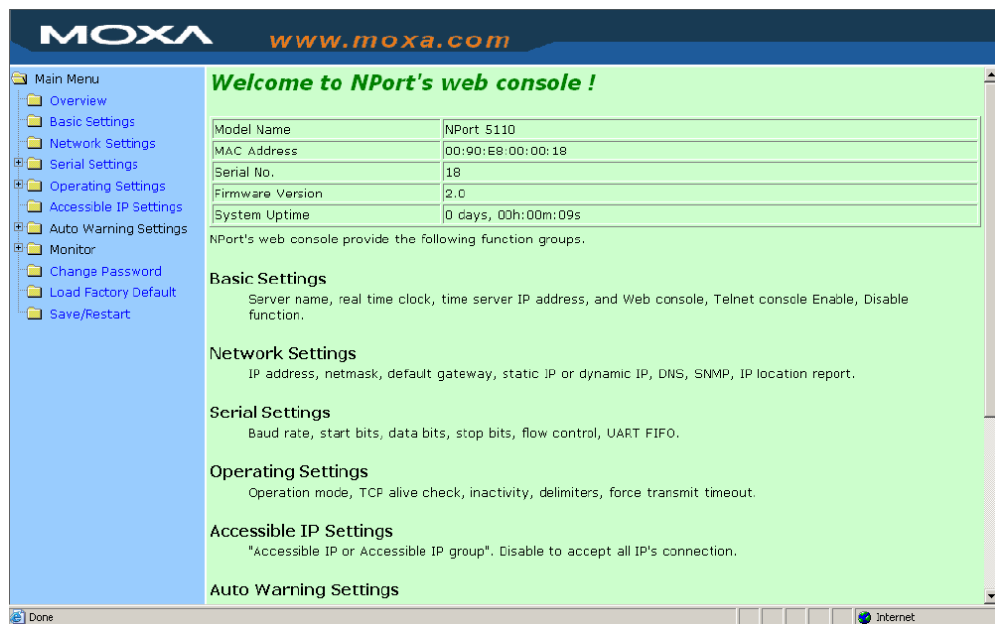 MOXA
www.moxa.com
Main Menu
Overview
Basic Settings
Network Settings
Serial Settings
Operating Settings
Accessible IP Settings
Auto Warning Settings
Monitor
Change Password
Load Factory Default
Save/Restart
Welcome to NPort's web console !
Model Name NPort 5110
MAC Address 00:90:E8:00:00:18
Serial No. 18
Firmware Version 2.0
System Uptime 0 days, 00h:00m:09s
NPort's web console provide the following function groups.
Basic Settings
Server name, real time clock, time server IP address, and Web console, Telnet console Enable, Disable
function.
Network Settings
IP address, netmask, default gateway, static IP or dynamic IP, DNS, SNMP, IP location report.
Serial Settings
Baud rate, start bits, data bits, stop bits, flow control, UART FIFO.
Operating Settings
Operation mode, TCP alive check, inactivity, delimiters, force transmit timeout.
Accessible IP Settings
"Accessible IP or Accessible IP group". Disable to accept all IP's connection.
Auto Warning Settings
Done
Internet